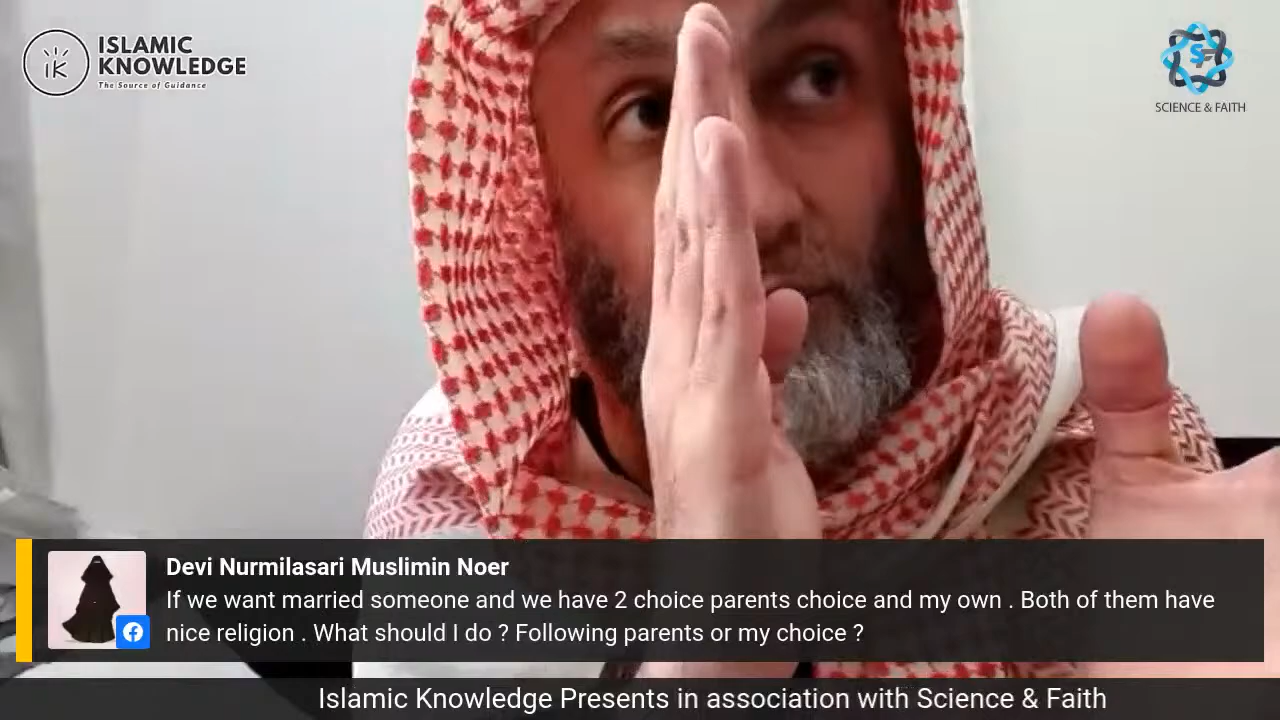 ISLAMIC
KNOWLEDGE
The Source of Guidance
iK
SF
SCIENCE & FAITH
Devi Nurmilasari Muslimin Noer
If we want married someone and we have 2 choice parents choice and my own . Both of them have
nice religion . What should I do ? Following parents or my choice ?
Islamic Knowledge Presents in association with Science & Faith